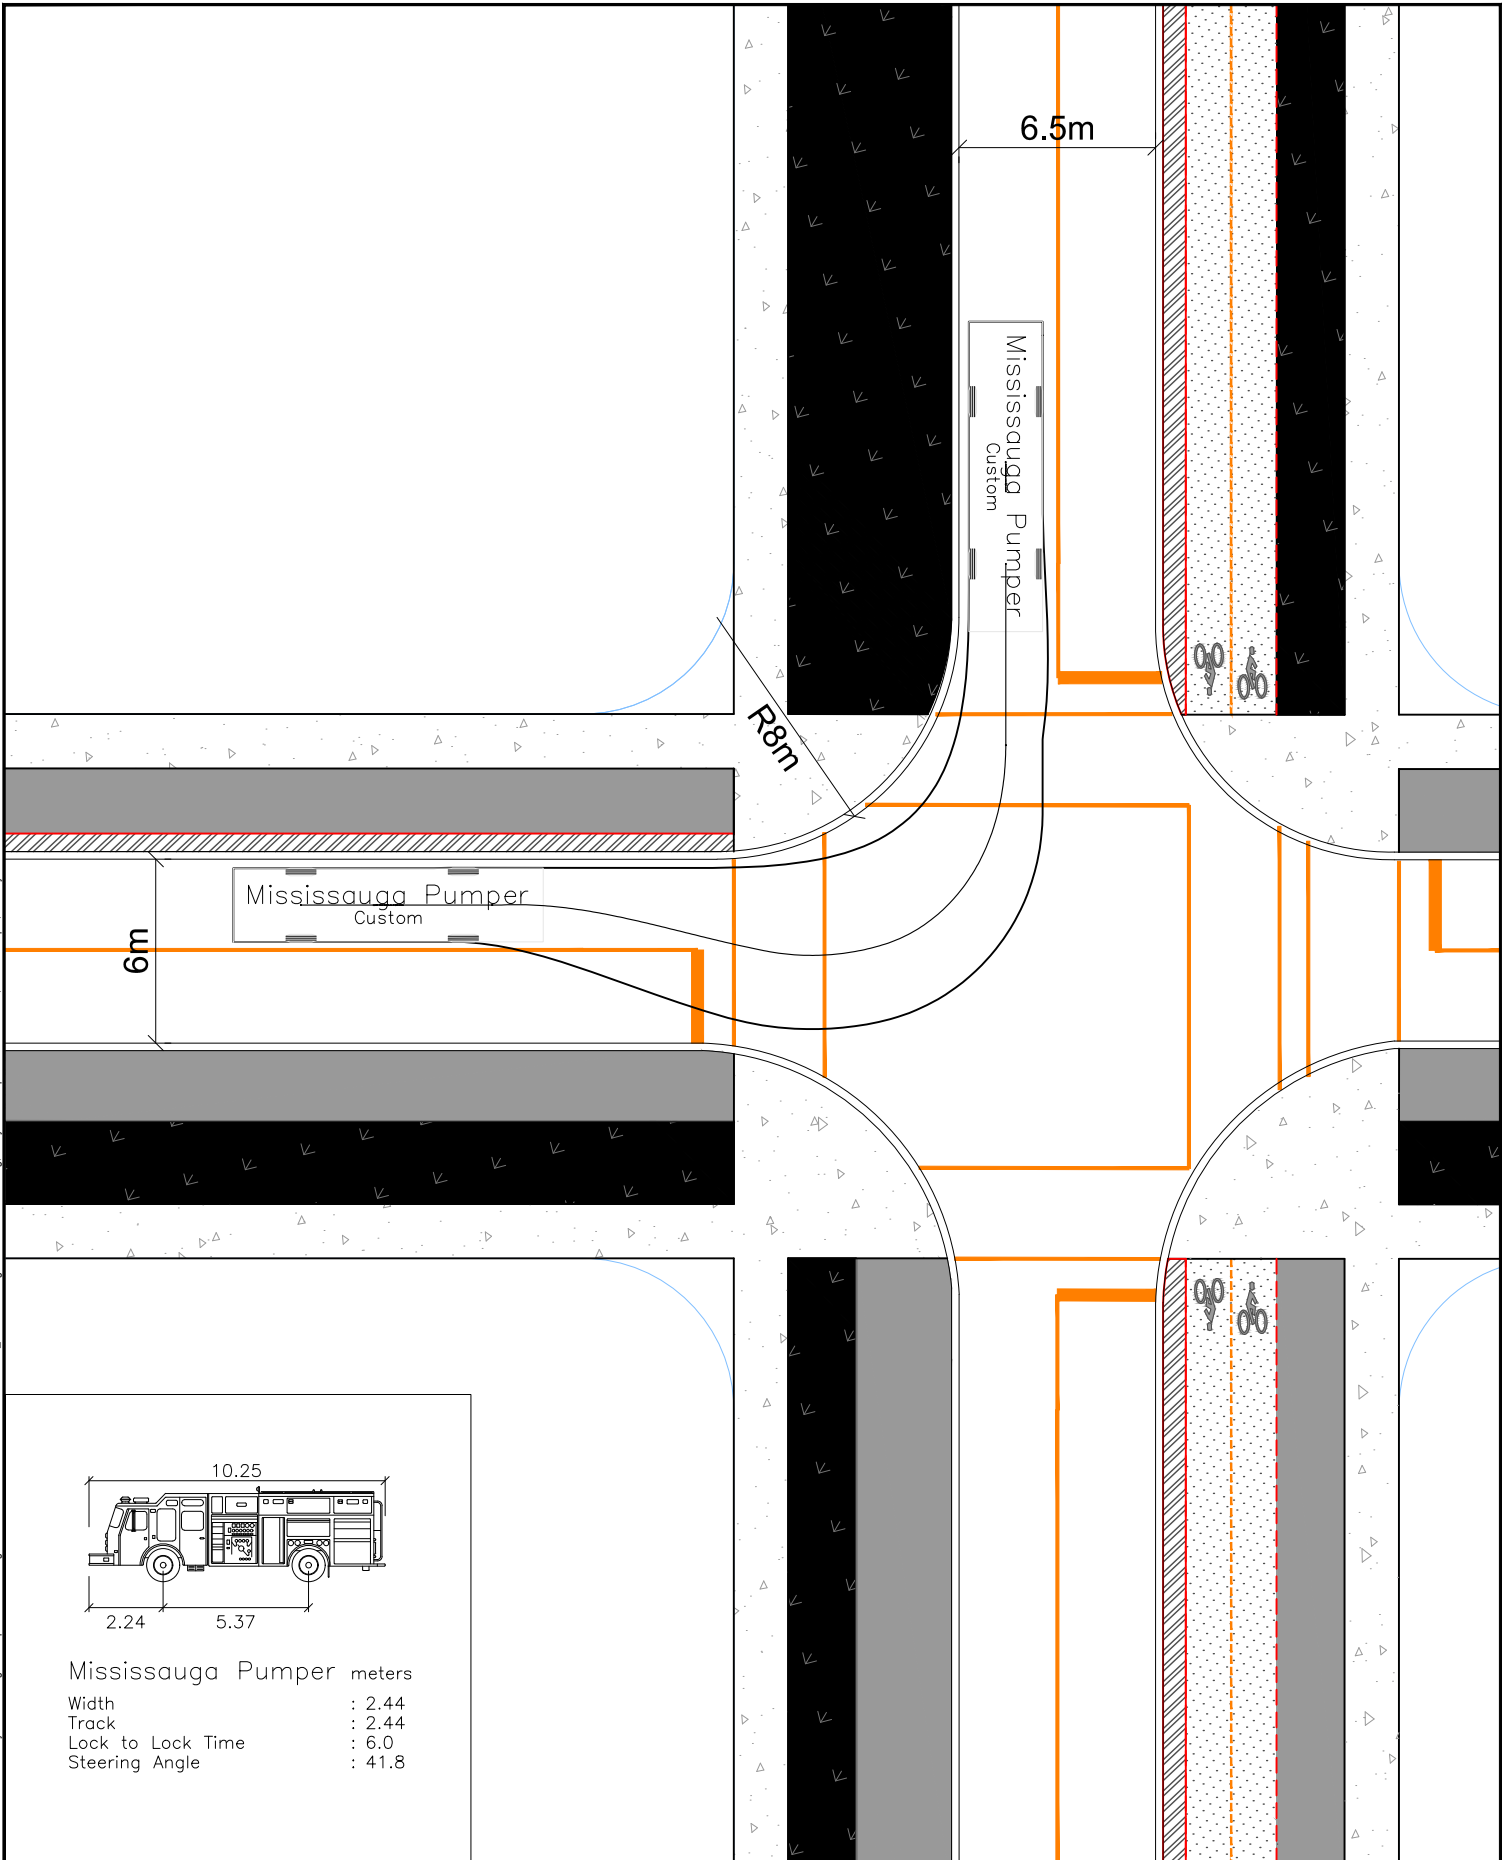 6.5m
Mississauga Pumper
Custom
R8m
Mississauga Pumper
Custom
6m
10.25
2.24 5.37
Mississauga Pumper meters
Width : 2.44
Track : 2.44
Lock to Lock Time : 6.0
Steering Angle : 41.8